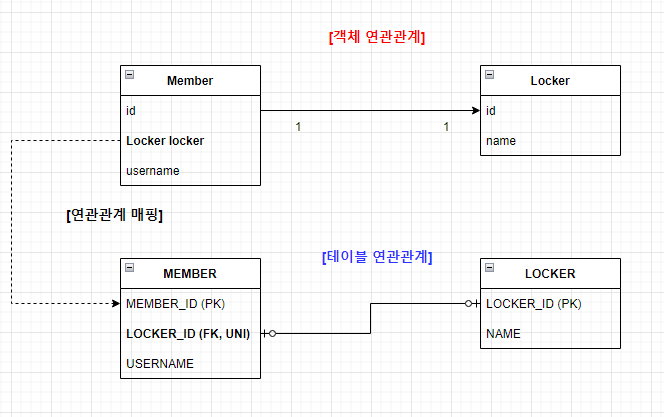 [객체 연관관계]
Member
id
Locker locker
username
Locker
id
name
1
1
[연관관계 매핑]
[테이블 연관관계]
MEMBER
MEMBER_ID (PK)
LOCKER_ID (FK, UNI)
USERNAME
LOCKER
LOCKER_ID (PK)
NAME